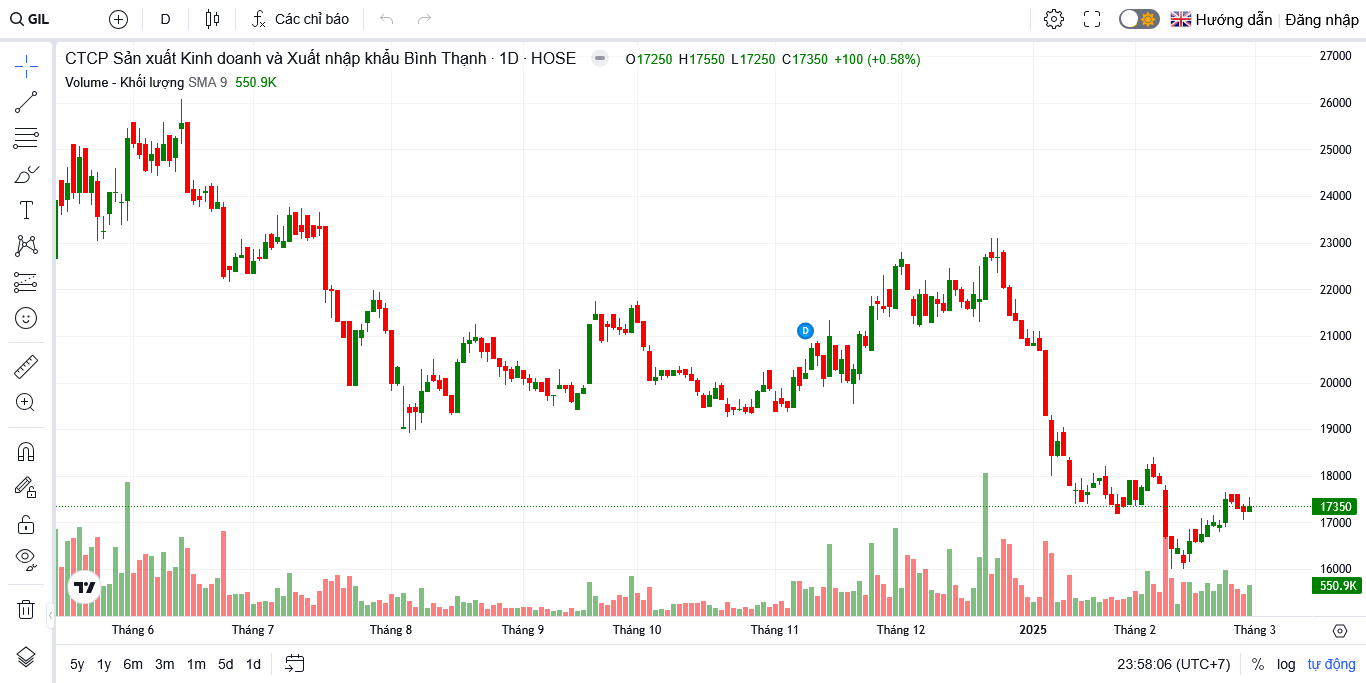 GIL D Các chỉ báo Hướng dẫn Đăng nhập
CTCP Sản xuất Kinh doanh và Xuất nhập khẩu Bình Thạnh · 1D · HOSE O17250 H17550 L17250 C17350 +100 (+0.58%)
Volume - Khối lượng SMA 9 550.9K
27000
26000
25000
24000
23000
22000
21000
20000
19000
18000
17350
17000
16000
550.9K
D
Tháng 6 Tháng 7 Tháng 8 Tháng 9 Tháng 10 Tháng 11 Tháng 12 2025 Tháng 2 Tháng 3
5y 1y 6m 3m 1m 5d 1d 23:58:06 (UTC+7) % log tự động